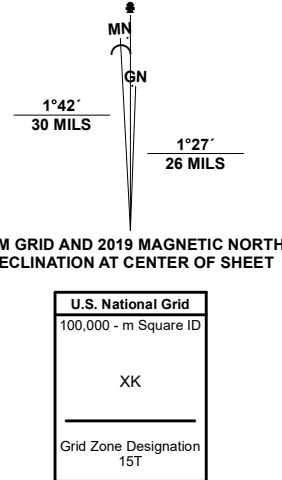 MN
GN
1°42´
30 MILS
1°27´
26 MILS
M GRID AND 2019 MAGNETIC NORTH
ECLINATION AT CENTER OF SHEET
U.S. National Grid
100,000 - m Square ID
XK
Grid Zone Designation
15T